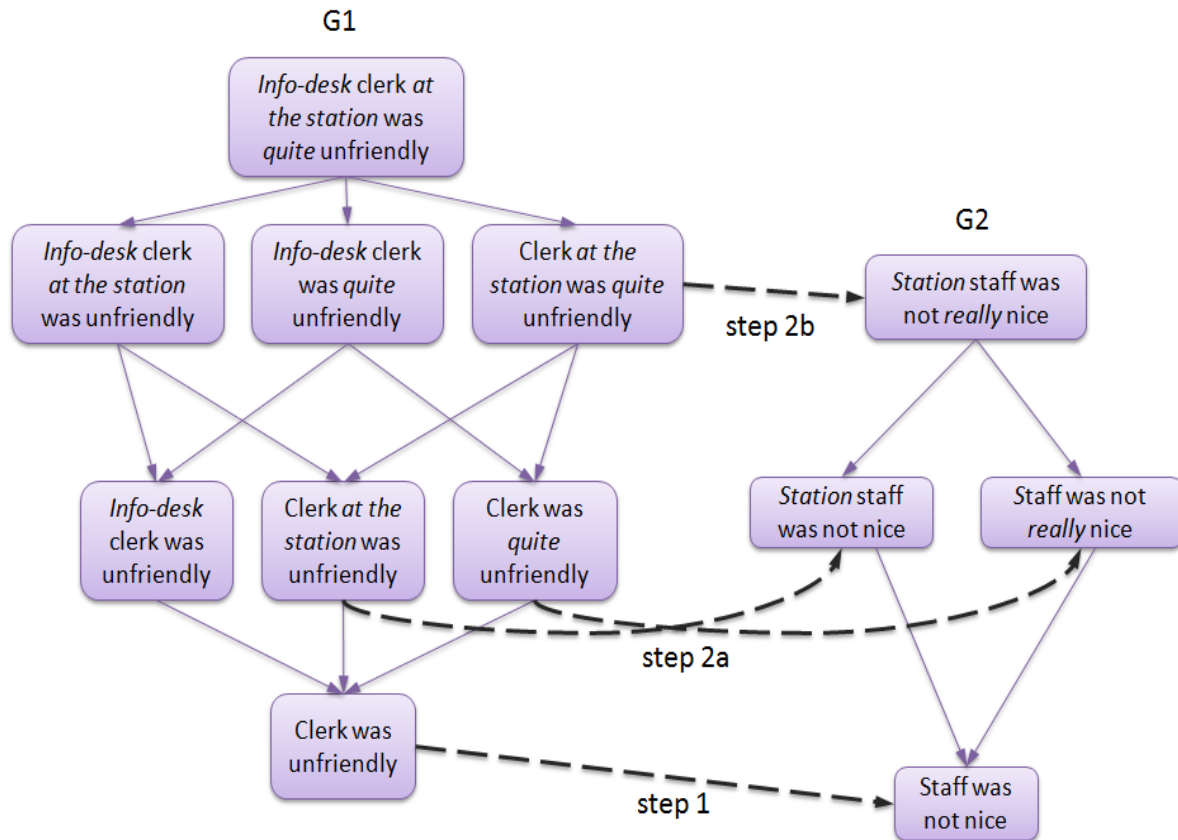 G1
Info-desk clerk at
the station was
quite unfriendly
Info-desk clerk
at the station
was unfriendly
Info-desk clerk
was quite
unfriendly
Clerk at the
station was quite
unfriendly
G2
Station staff was
not really nice
step 2b
Info-desk
clerk was
unfriendly
Clerk at the
station was
unfriendly
Clerk was
quite
unfriendly
Station staff
was not nice
Staff was not
really nice
step 2a
Clerk was
unfriendly
step 1
Staff was
not nice